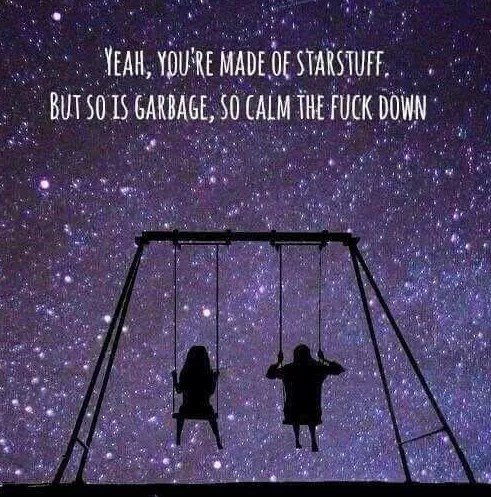 YEAH, YOU'RE MADE OF STARSTUFF.
BUT SO IS GARBAGE, SO CALM THE FUCK DOWN